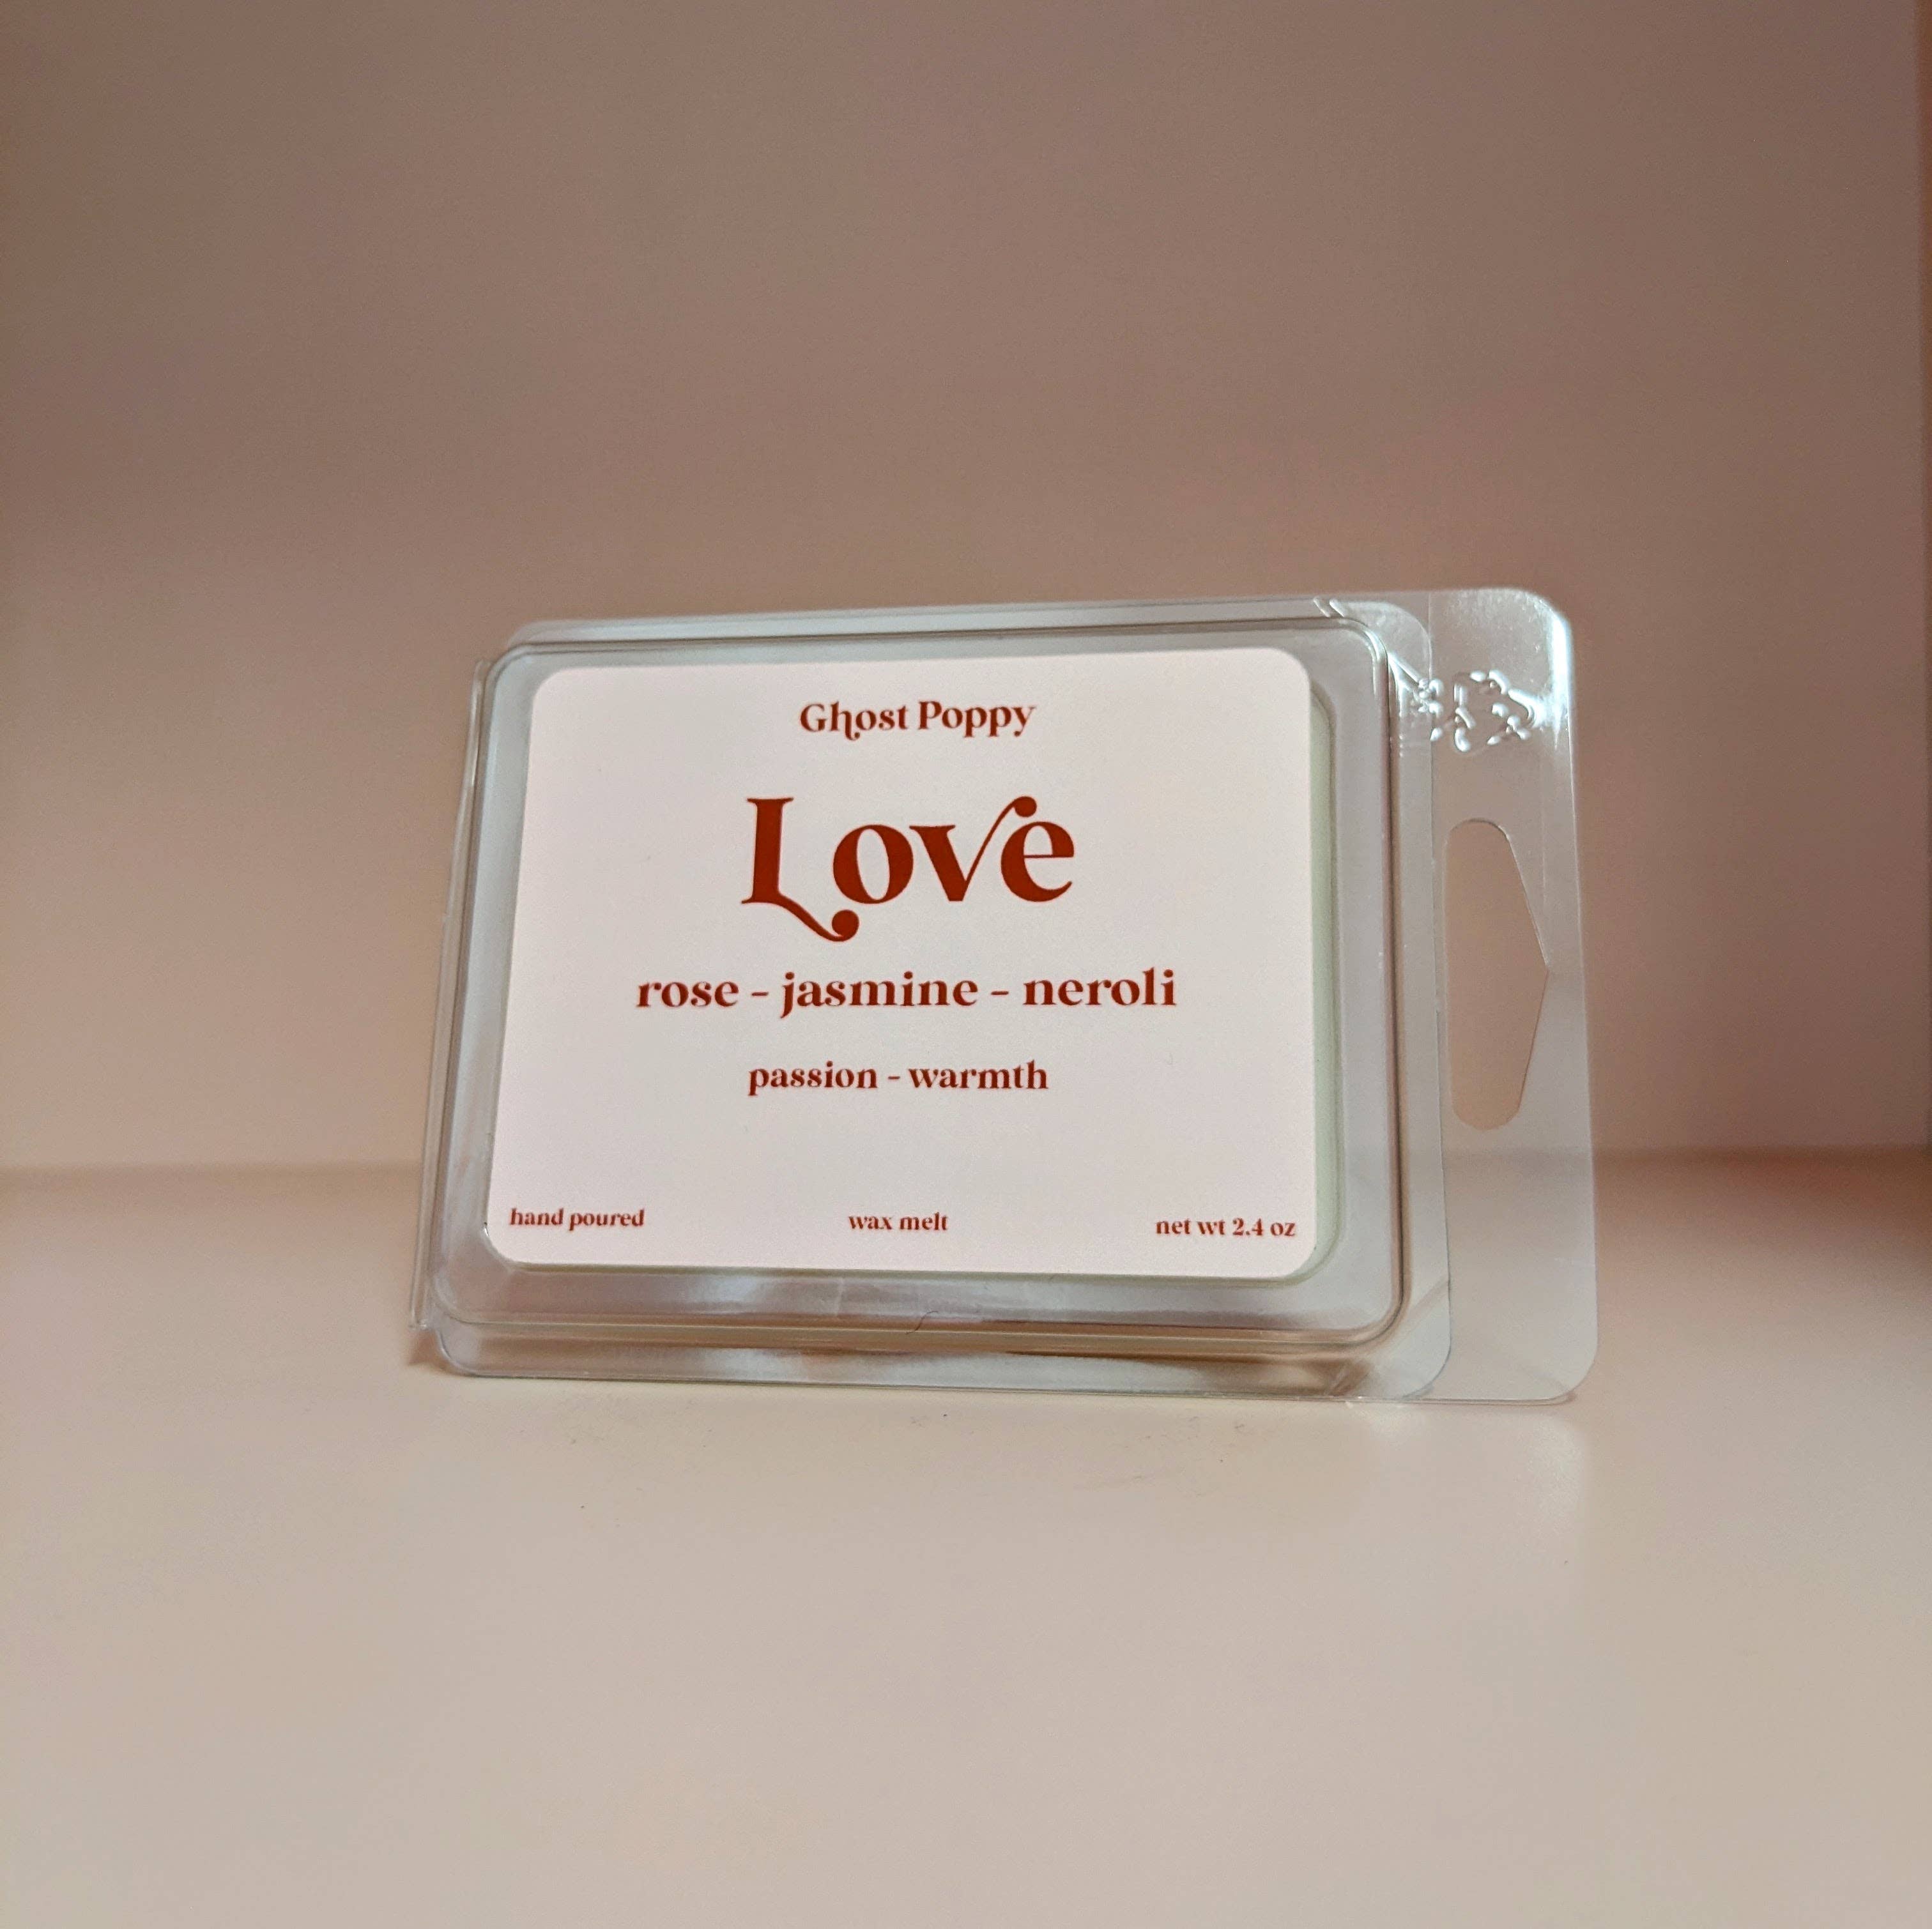 Ghost Poppy
Love
rose - jasmine - neroli
passion - warmth
hand poured wax melt net wt 2.4 oz